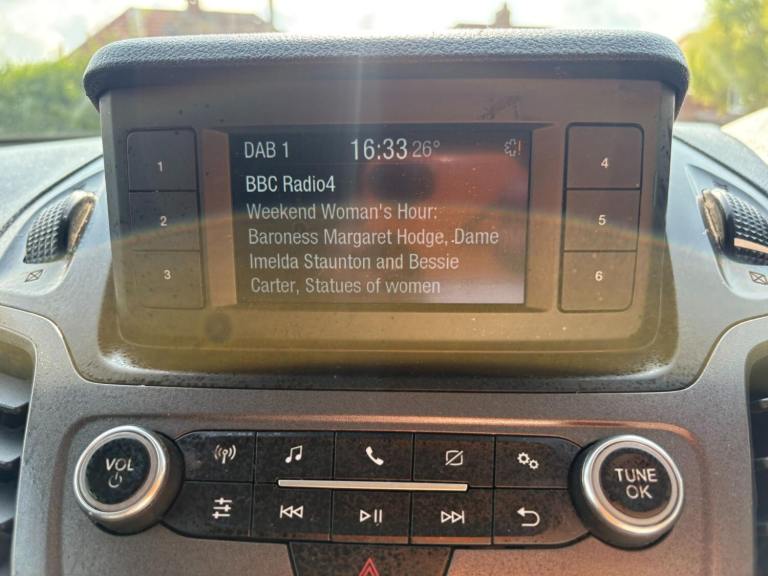 DAB 1 16:33 26°
BBC Radio4
Weekend Woman's Hour:
Baroness Margaret Hodge, Dame
Imelda Staunton and Bessie
Carter, Statues of women
1
2
3
4
5
6
VOL
TUNE
OK